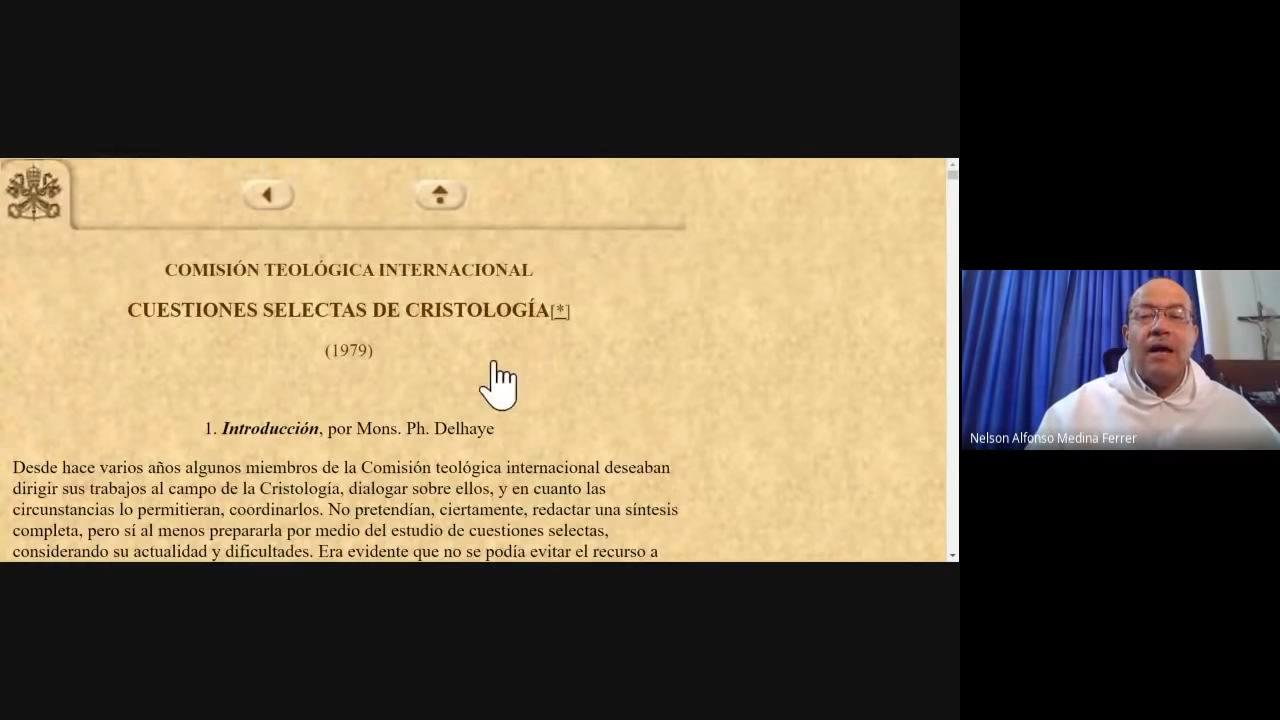 COMISIÓN TEOLÓGICA INTERNACIONAL
CUESTIONES SELECTAS DE CRISTOLOGÍA[*]
(1979)
1. Introducción, por Mons. Ph. Delhaye
Desde hace varios años algunos miembros de la Comisión teológica internacional deseaban
dirigir sus trabajos al campo de la Cristología, dialogar sobre ellos, y en cuanto las
circunstancias lo permitieran, coordinarlos. No pretendían, ciertamente, redactar una síntesis
completa, pero sí al menos prepararla por medio del estudio de cuestiones selectas,
considerando su actualidad y dificultades. Era evidente que no se podía evitar el recurso a
Nelson Alfonso Medina Ferrer